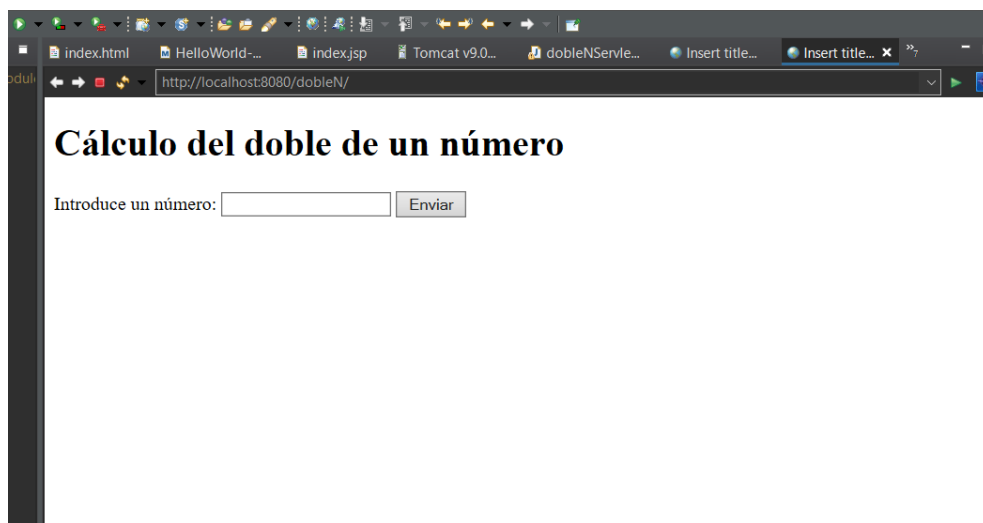 index.html HelloWorld-... index.jsp Tomcat v9.0... dobleNServle... Insert title... Insert title... 7
http://localhost:8080/dobleN/
Cálculo del doble de un número
Introduce un número: Enviar